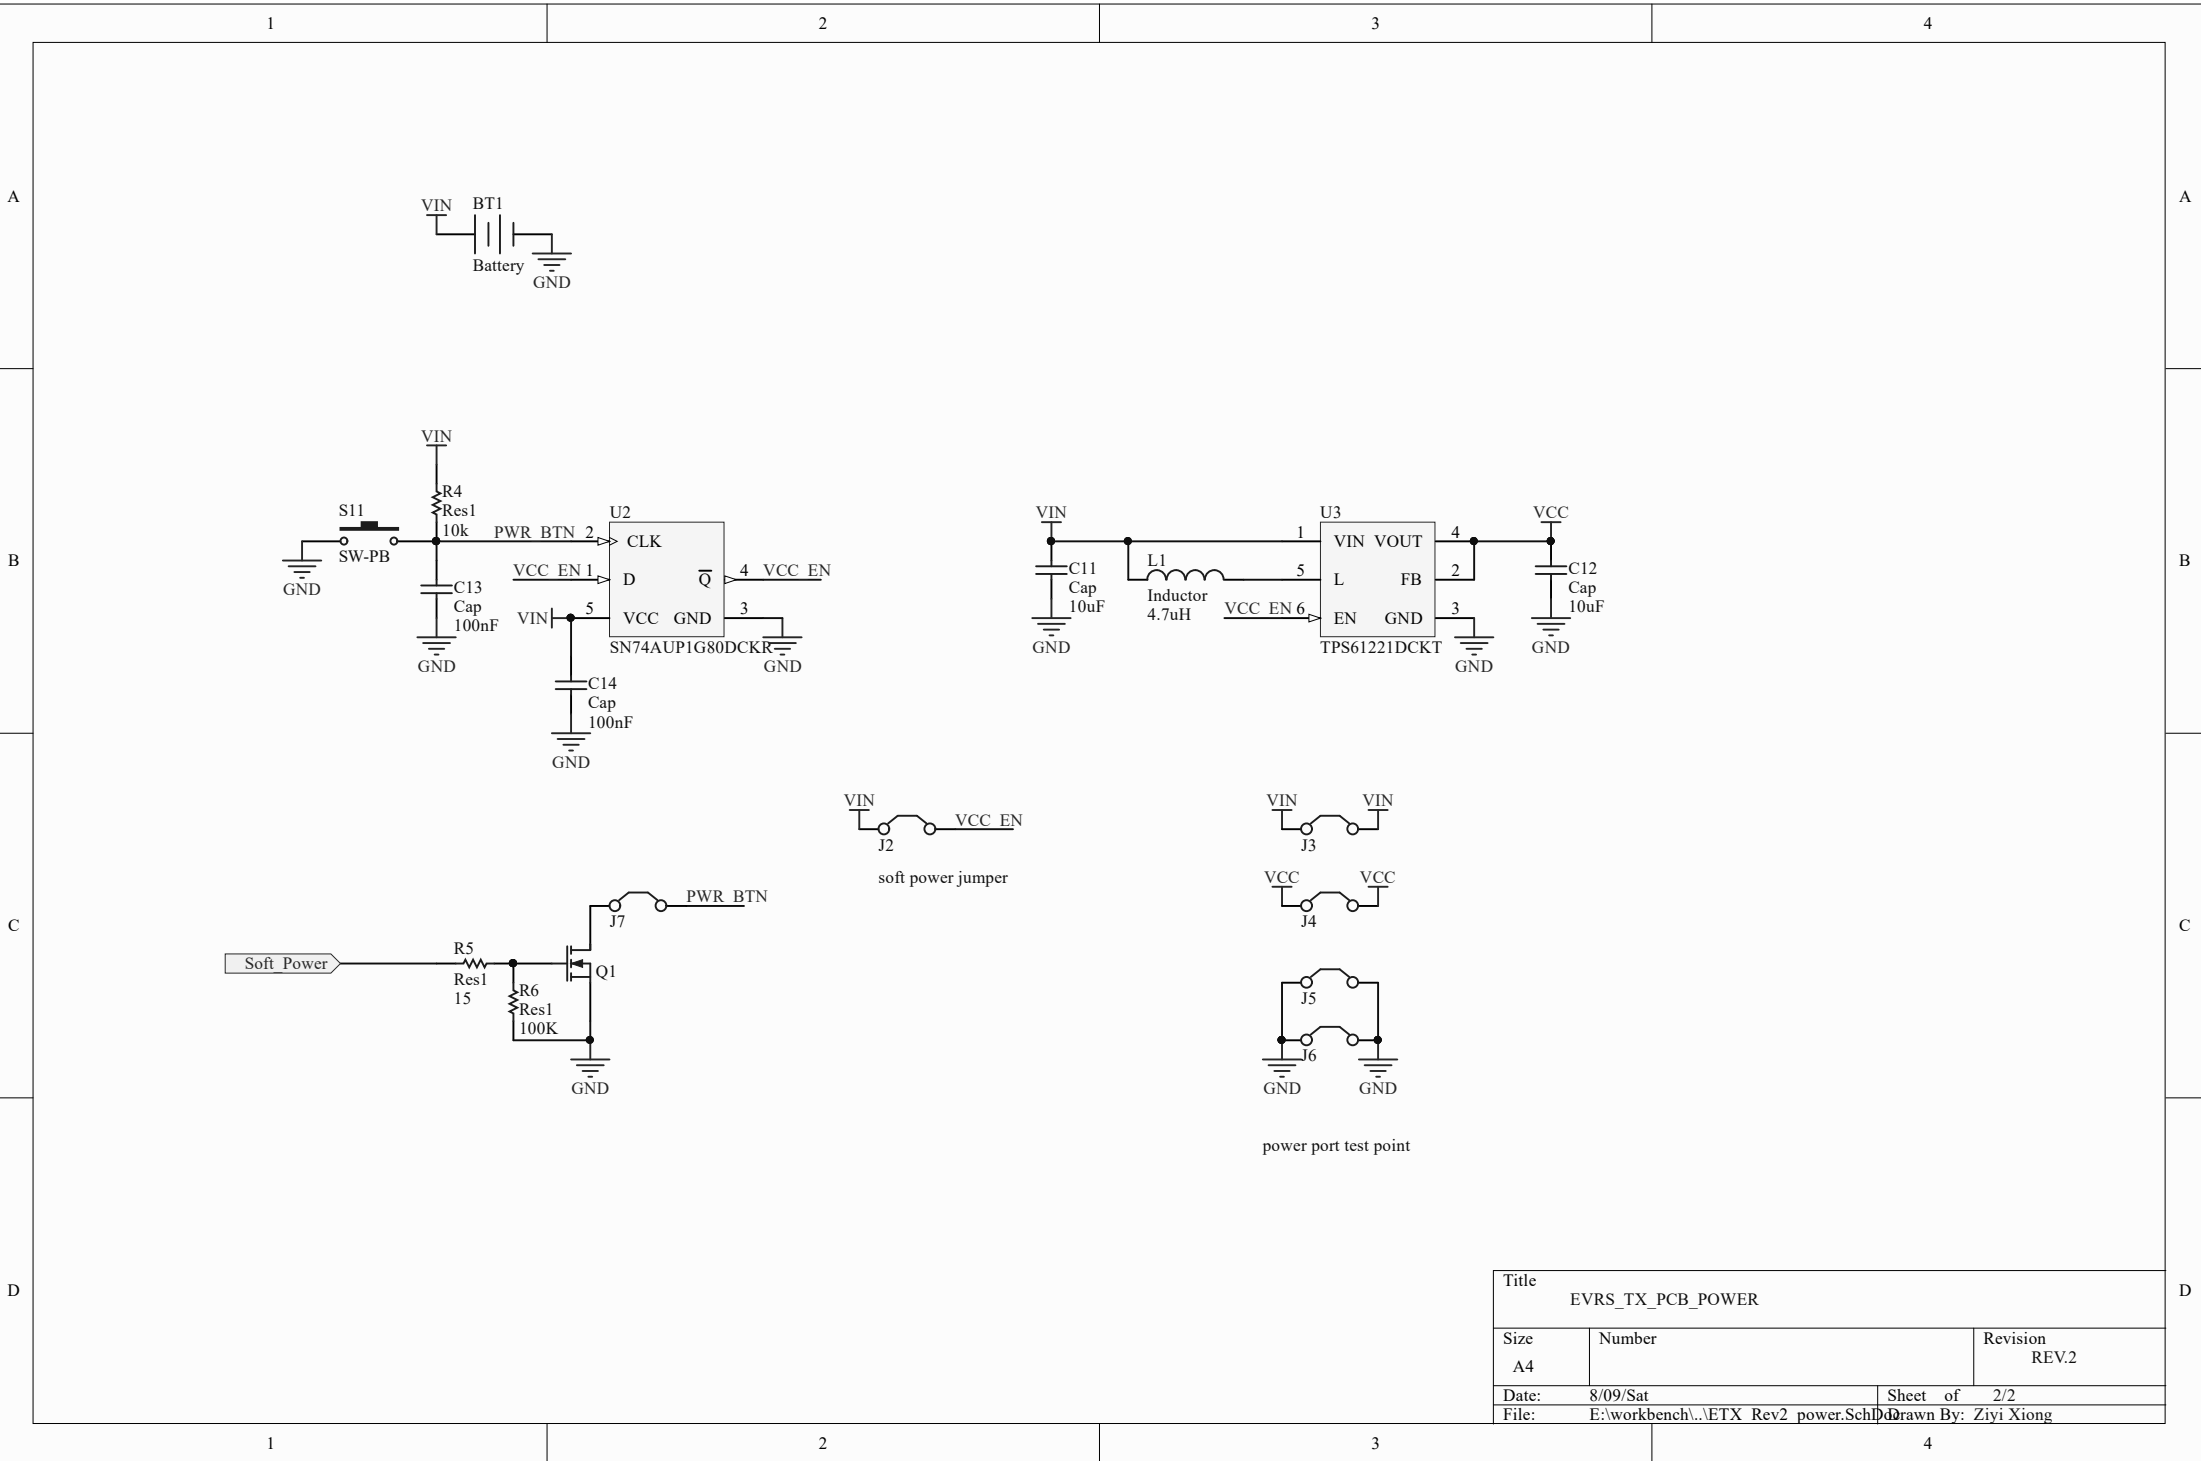 1 2 3 4
A A
VIN BT1
Battery
GND
B B
VIN
R4
Res1
10k
S11
SW-PB
GND
C13
Cap
100nF
GND
PWR_BTN 2
VCC_EN 1
VIN 5
U2
CLK
D Q
VCC GND
SN74AUP1G80DCKR
4 VCC_EN
3
GND
C14
Cap
100nF
GND
VIN
C11
Cap
10uF
GND
L1
Inductor
4.7uH
1
5
VCC_EN 6
U3
VIN VOUT
L FB
EN GND
TPS61221DCKT
4
2
3
GND
VCC
C12
Cap
10uF
GND
C C
VIN VCC_EN
J2
soft power jumper
VIN VIN
J3
VCC VCC
J4
J5
J6
GND GND
power port test point
PWR_BTN
J7
Soft_Power
R5
Res1
15
R6
Res1
100K
Q1
GND
D D
Title
EVRS_TX_PCB_POWER
Size Number Revision
A4 REV.2
Date: 8/09/Sat Sheet of 2/2
File: E:\workbench\..\ETX_Rev2_power.SchDoc Drawn By: Ziyi Xiong
1 2 3 4